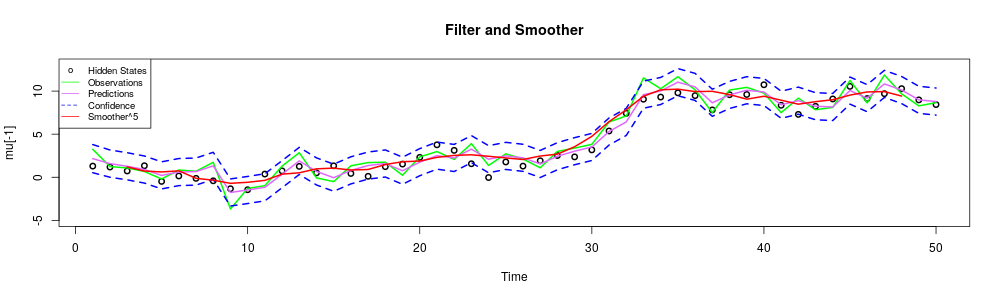 Filter and Smoother
mu[-1]
10
5
0
-5
Hidden States
Observations
Predictions
Confidence
Smoother^5
0 10 20 30 40 50
Time